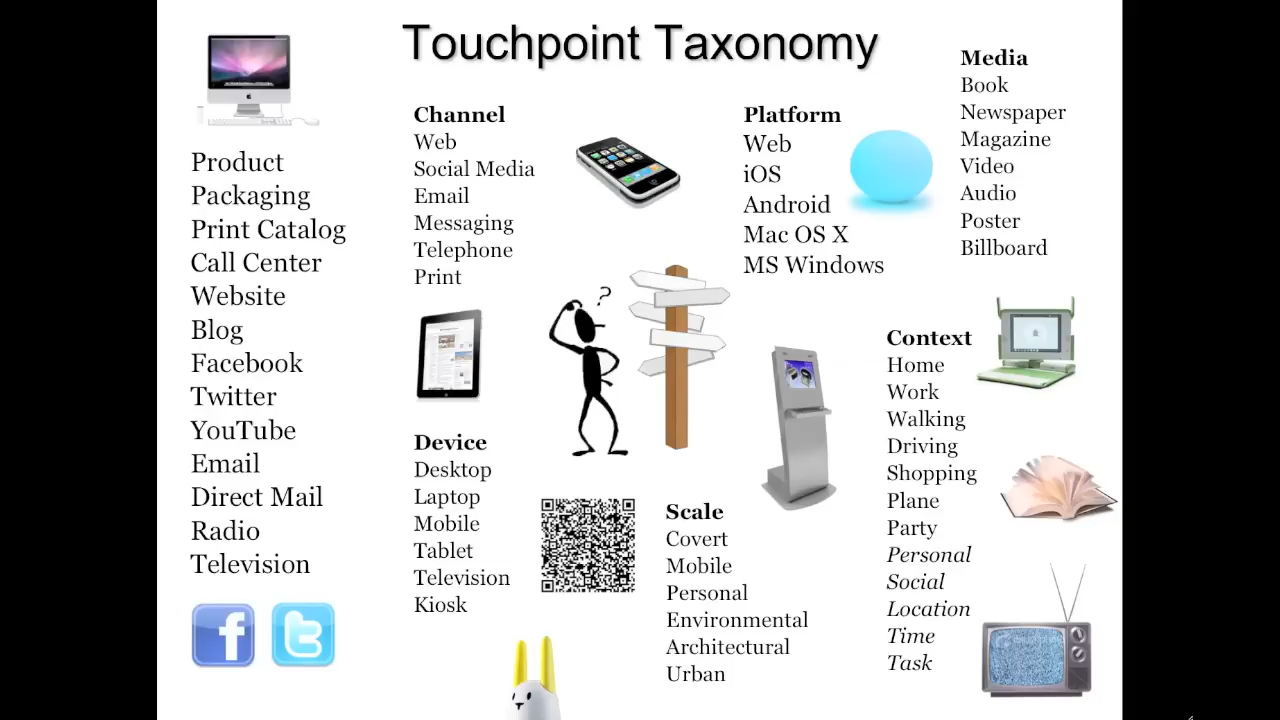 Touchpoint Taxonomy
Product
Packaging
Print Catalog
Call Center
Website
Blog
Facebook
Twitter
YouTube
Email
Direct Mail
Radio
Television
f
t
Channel
Web
Social Media
Email
Messaging
Telephone
Print
Device
Desktop
Laptop
Mobile
Tablet
Television
Kiosk
?
Scale
Covert
Mobile
Personal
Environmental
Architectural
Urban
Platform
Web
iOS
Android
Mac OS X
MS Windows
Media
Book
Newspaper
Magazine
Video
Audio
Poster
Billboard
Context
Home
Work
Walking
Driving
Shopping
Plane
Party
Personal
Social
Location
Time
Task